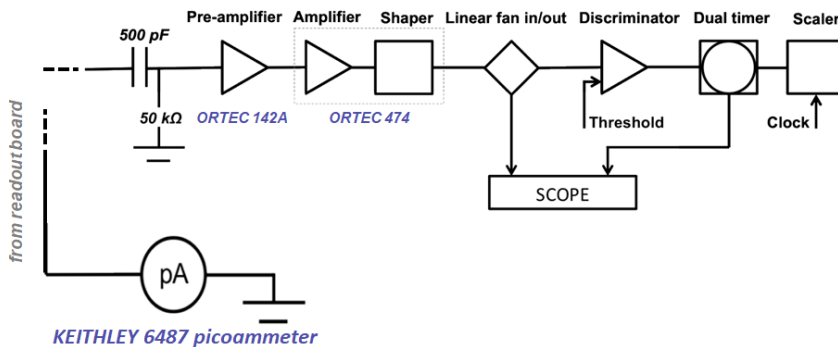 Pre-amplifier
Amplifier
Shaper
Linear fan in/out
Discriminator
Dual timer
Scaler
500 pF
50 kΩ
ORTEC 142A
ORTEC 474
Threshold
Clock
SCOPE
from readout board
pA
KEITHLEY 6487 picoammeter